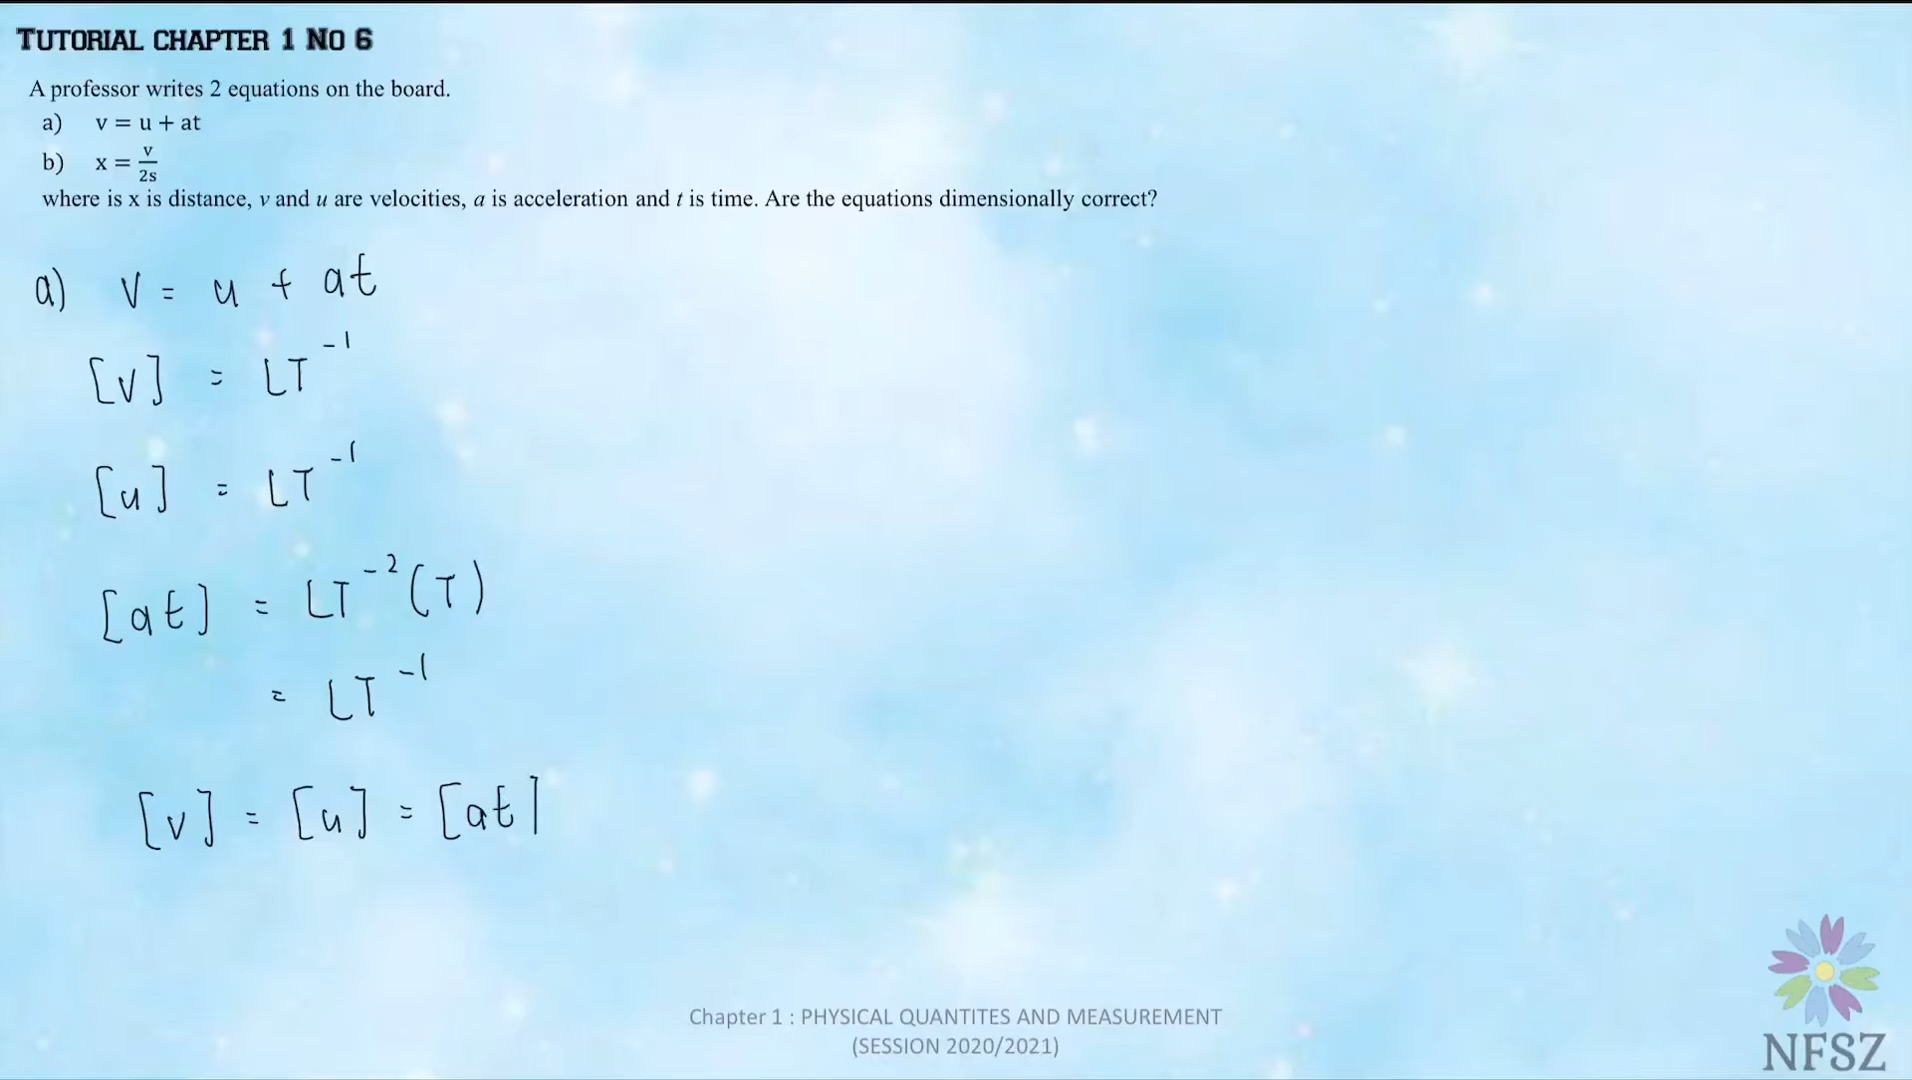 TUTORIAL CHAPTER 1 NO 6
A professor writes 2 equations on the board.
a) v = u + at
b) x = v/2s
where is x is distance, v and u are velocities, a is acceleration and t is time. Are the equations dimensionally correct?
a) V = u + at
[V] = LT⁻¹
[u] = LT⁻¹
[at] = LT⁻²(T)
= LT⁻¹
[v] = [u] = [at]
Chapter 1 : PHYSICAL QUANTITES AND MEASUREMENT
(SESSION 2020/2021)
NFSZ